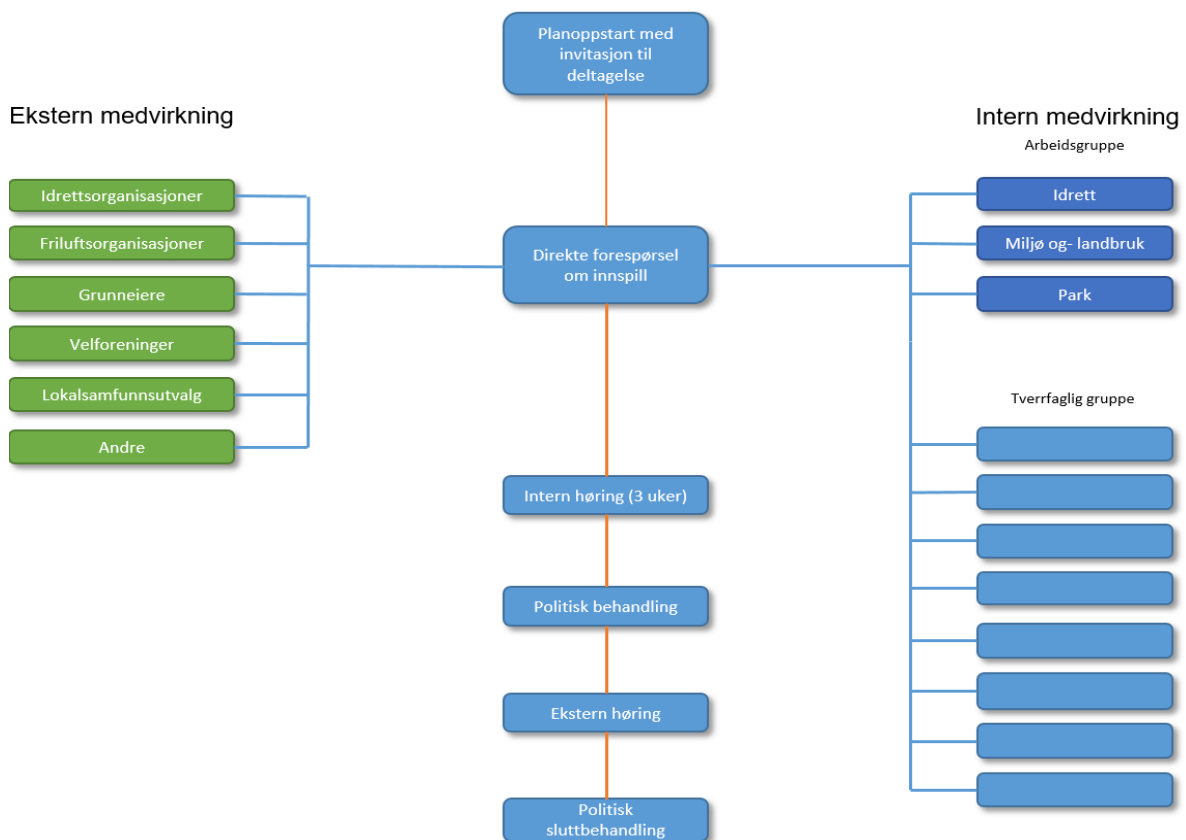 Planoppstart med
invitasjon til
deltagelse
Ekstern medvirkning
Idrettsorganisasjoner
Friluftsorganisasjoner
Grunneiere
Velforeninger
Lokalsamfunnsutvalg
Andre
Direkte forespørsel
om innspill
Intern høring (3 uker)
Politisk behandling
Ekstern høring
Politisk
sluttbehandling
Intern medvirkning
Arbeidsgruppe
Idrett
Miljø og- landbruk
Park
Tverrfaglig gruppe